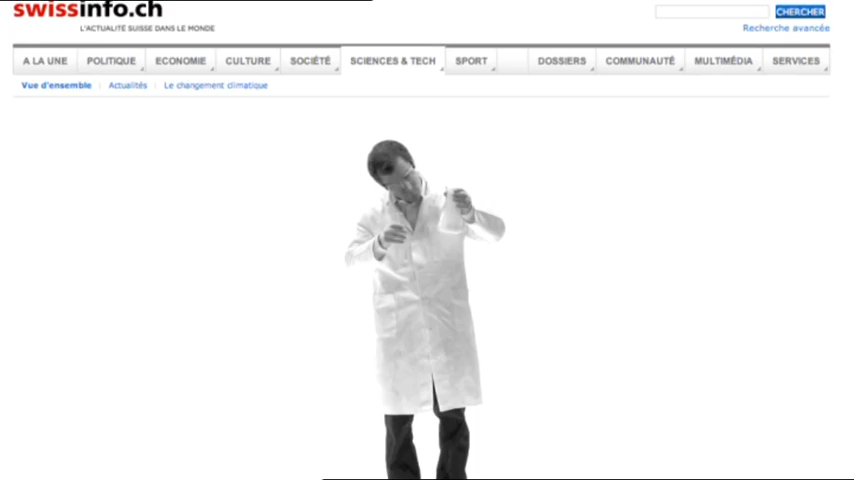 swissinfo.ch
L'ACTUALITÉ SUISSE DANS LE MONDE
CHERCHER
Recherche avancée
A LA UNE POLITIQUE ECONOMIE CULTURE SOCIÉTÉ SCIENCES & TECH SPORT DOSSIERS COMMUNAUTÉ MULTIMÉDIA SERVICES
Vue d'ensemble Actualités Le changement climatique